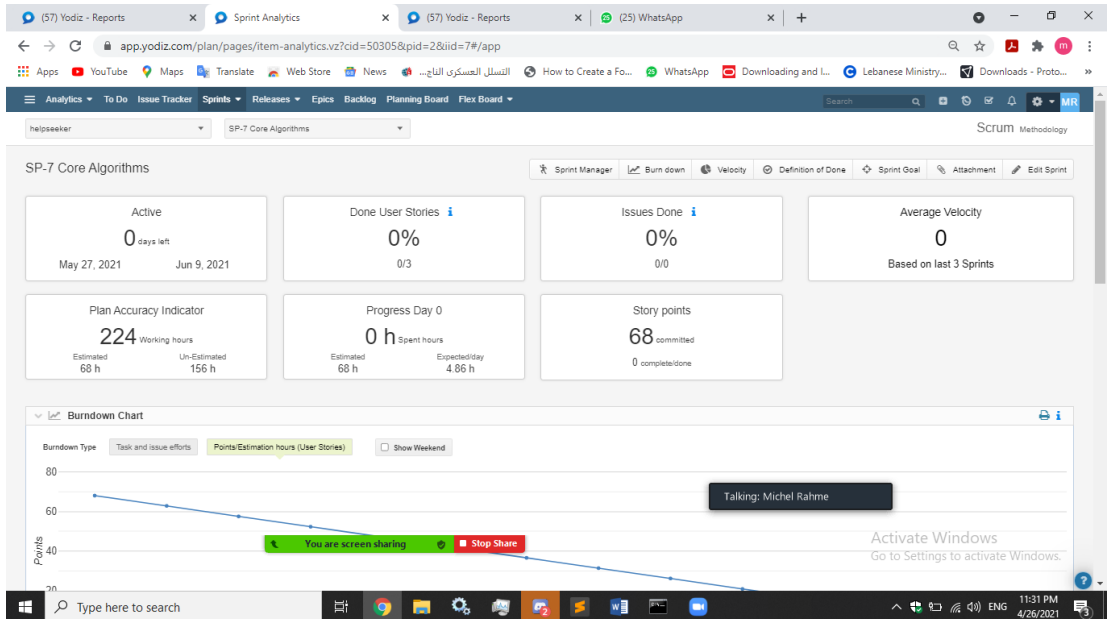 (57) Yodiz - Reports
Sprint Analytics
(57) Yodiz - Reports
(25) WhatsApp
app.yodiz.com/plan/pages/item-analytics.vz?cid=50305&pid=2&iid=7#/app
Apps YouTube Maps Translate Web Store News التسلل العسكري الناج... How to Create a Fo... WhatsApp Downloading and I... Lebanese Ministry... Downloads - Proto... »
Analytics To Do Issue Tracker Sprints Releases Epics Backlog Planning Board Flex Board Search MR
helpseeker SP-7 Core Algorithms Scrum Methodology
SP-7 Core Algorithms Sprint Manager Burn down Velocity Definition of Done Sprint Goal Attachment Edit Sprint
Active
0 days left
May 27, 2021 Jun 9, 2021
Done User Stories i
0%
0/3
Issues Done i
0%
0/0
Average Velocity
0
Based on last 3 Sprints
Plan Accuracy Indicator
224 Working hours
Estimated Un-Estimated
68 h 156 h
Progress Day 0
0 h Spent hours
Estimated Expected/day
68 h 4.86 h
Story points
68 committed
0 complete/done
Burndown Chart
Burndown Type Task and issue efforts Points/Estimation hours (User Stories) Show Weekend
80
60
40
20
Points
Talking: Michel Rahme
You are screen sharing Stop Share
Activate Windows
Go to Settings to activate Windows.
Type here to search
ENG
11:31 PM
4/26/2021